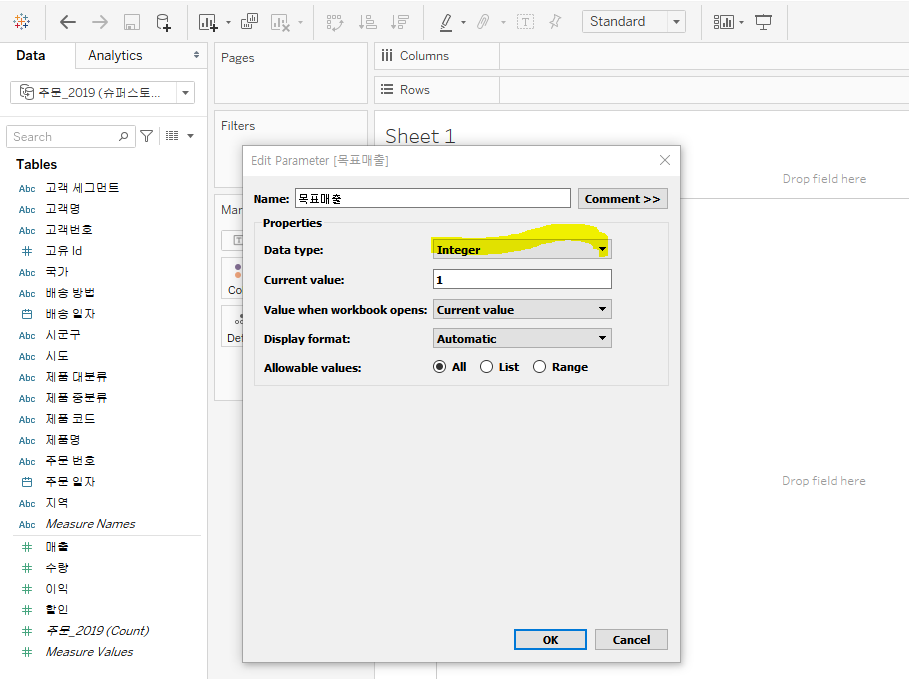 Standard
Data
Analytics
주문_2019 (슈퍼스토...
Search
Tables
Abc 고객 세그먼트
Abc 고객명
Abc 고객번호
# 고유 Id
Abc 국가
Abc 배송 방법
배송 일자
Abc 시군구
Abc 시도
Abc 제품 대분류
Abc 제품 중분류
Abc 제품 코드
Abc 제품명
Abc 주문 번호
주문 일자
Abc 지역
Abc Measure Names
# 매출
# 수량
# 이익
# 할인
# 주문_2019 (Count)
# Measure Values
Pages
Filters
Mar
T
Co
Det
Columns
Rows
Sheet 1
Drop field here
Drop field here
Edit Parameter [목표매출]
Name: 목표매출
Comment >>
Properties
Data type: Integer
Current value: 1
Value when workbook opens: Current value
Display format: Automatic
Allowable values: All List Range
OK
Cancel